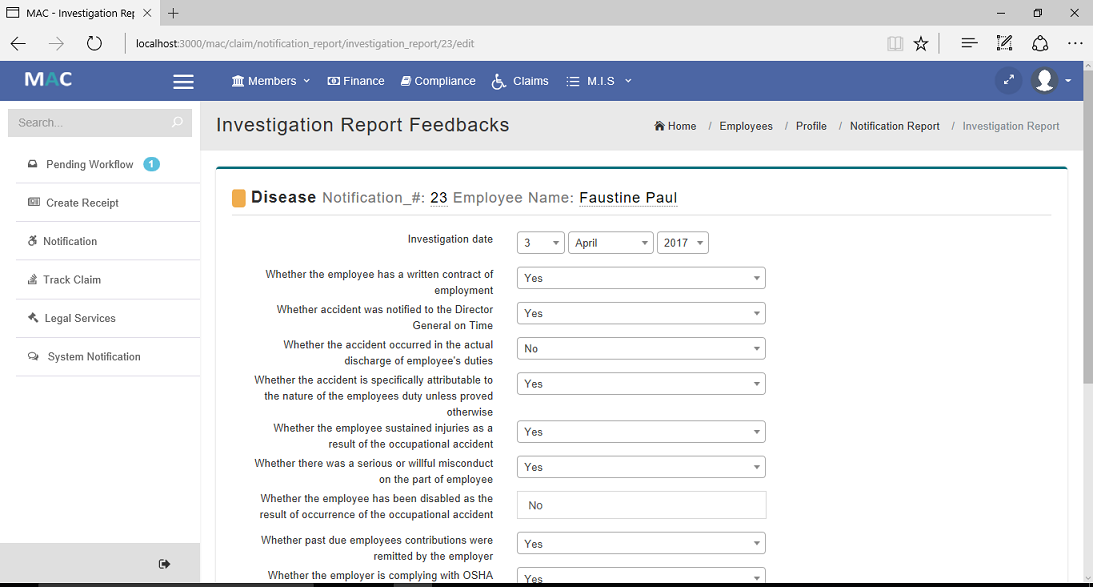 MAC - Investigation Rep
localhost:3000/mac/claim/notification_report/investigation_report/23/edit
MAC
Members
Finance
Compliance
Claims
M.I.S
Search...
Investigation Report Feedbacks
Home / Employees / Profile / Notification Report / Investigation Report
Pending Workflow 1
Create Receipt
Notification
Track Claim
Legal Services
System Notification
Disease Notification_#: 23 Employee Name: Faustine Paul
Investigation date
3 April 2017
Whether the employee has a written contract of
employment
Yes
Whether accident was notified to the Director
General on Time
Yes
Whether the accident occurred in the actual
discharge of employee's duties
No
Whether the accident is specifically attributable to
the nature of the employees duty unless proved
otherwise
Yes
Whether the employee sustained injuries as a
result of the occupational accident
Yes
Whether there was a serious or willful misconduct
on the part of employee
Yes
Whether the employee has been disabled as the
result of occurrence of the occupational accident
No
Whether past due employees contributions were
remitted by the employer
Yes
Whether the employer is complying with OSHA
Yes